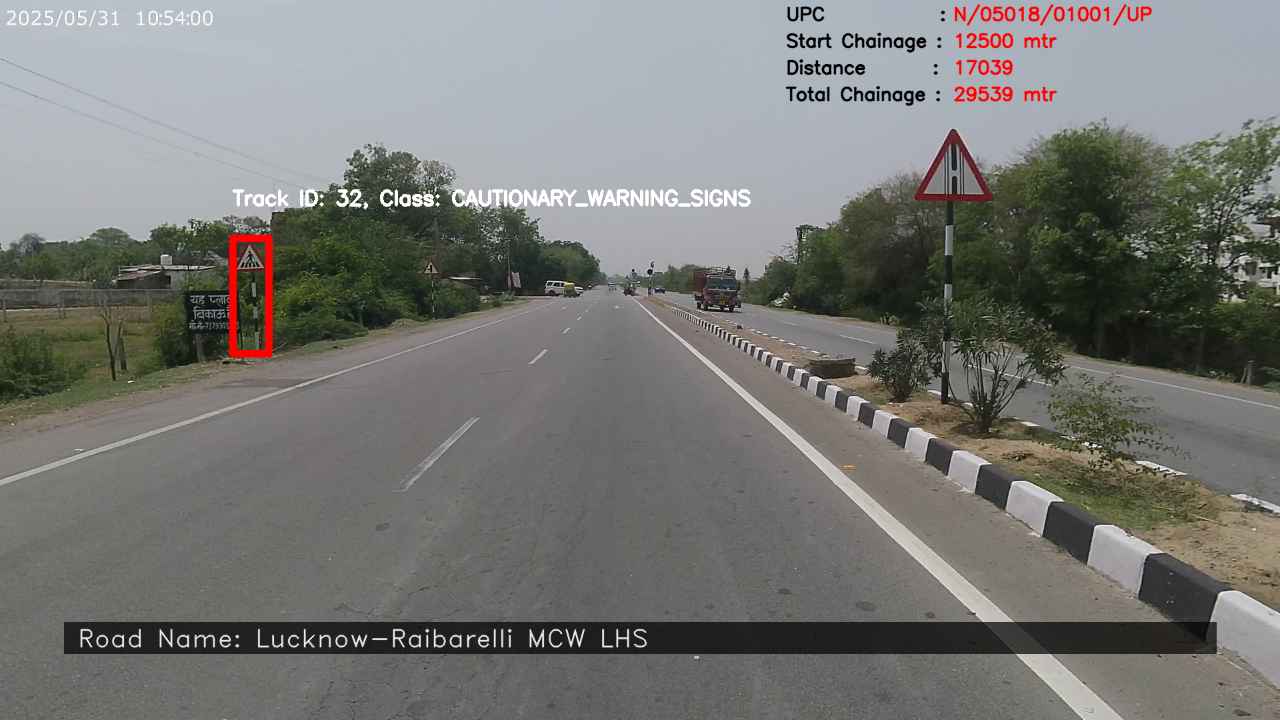 2025/05/31 10:54:00
UPC : N/05018/01001/UP
Start Chainage : 12500 mtr
Distance : 17039
Total Chainage : 29539 mtr
Track ID: 32, Class: CAUTIONARY_WARNING_SIGNS
यह प्लाट
बिकाऊ है
Road Name: Lucknow-Raibarelli MCW LHS